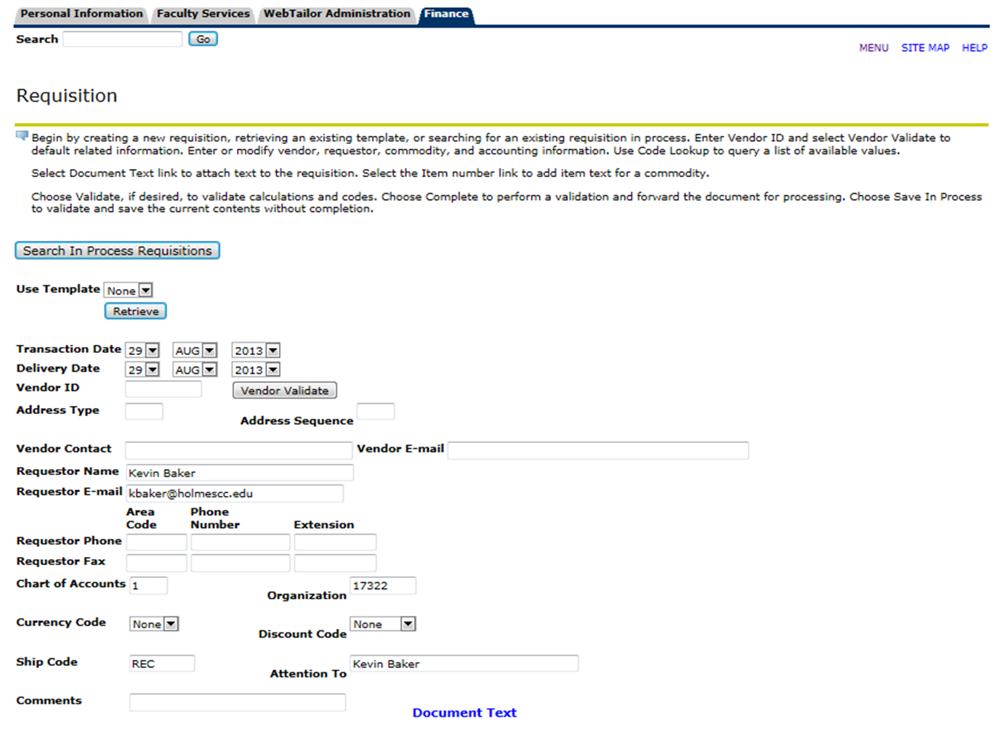 Personal Information Faculty Services WebTailor Administration Finance
Search Go
MENU SITE MAP HELP
Requisition
Begin by creating a new requisition, retrieving an existing template, or searching for an existing requisition in process. Enter Vendor ID and select Vendor Validate to
default related information. Enter or modify vendor, requestor, commodity, and accounting information. Use Code Lookup to query a list of available values.
Select Document Text link to attach text to the requisition. Select the Item number link to add item text for a commodity.
Choose Validate, if desired, to validate calculations and codes. Choose Complete to perform a validation and forward the document for processing. Choose Save In Process
to validate and save the current contents without completion.
Search In Process Requisitions
Use Template None
Retrieve
Transaction Date 29 AUG 2013
Delivery Date 29 AUG 2013
Vendor ID Vendor Validate
Address Type Address Sequence
Vendor Contact Vendor E-mail
Requestor Name Kevin Baker
Requestor E-mail kbaker@holmescc.edu
Area Phone
Code Number Extension
Requestor Phone
Requestor Fax
Chart of Accounts 1 Organization 17322
Currency Code None Discount Code None
Ship Code REC Attention To Kevin Baker
Comments Document Text